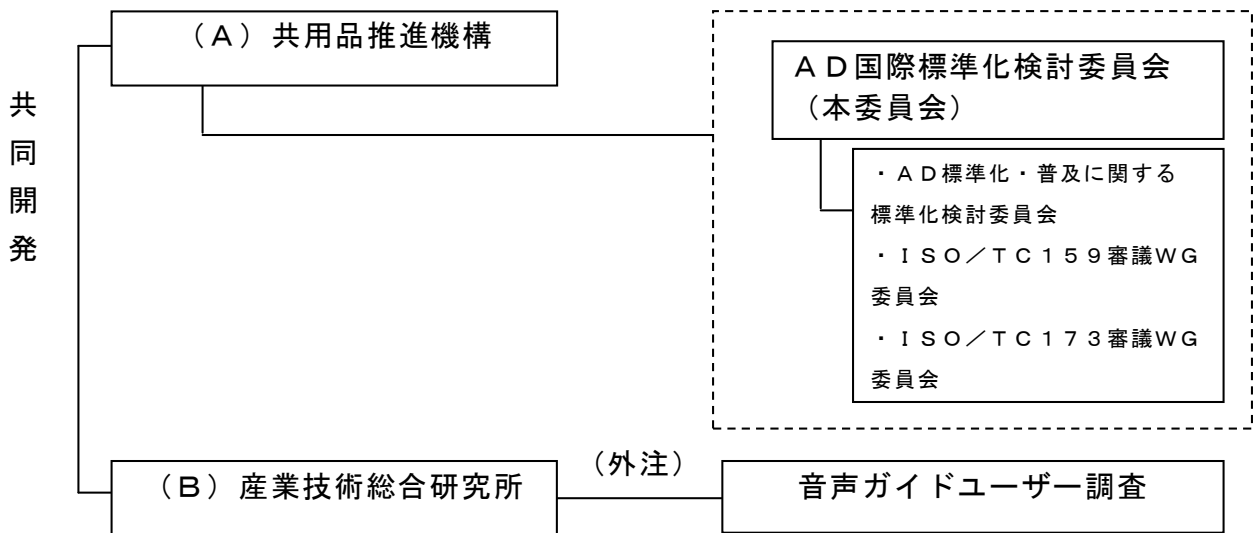 共同開発
（Ａ）共用品推進機構
ＡＤ国際標準化検討委員会
（本委員会）
・ＡＤ標準化・普及に関する
標準化検討委員会
・ＩＳＯ／ＴＣ１５９審議ＷＧ
委員会
・ＩＳＯ／ＴＣ１７３審議ＷＧ
委員会
（Ｂ）産業技術総合研究所
（外注）
音声ガイドユーザー調査